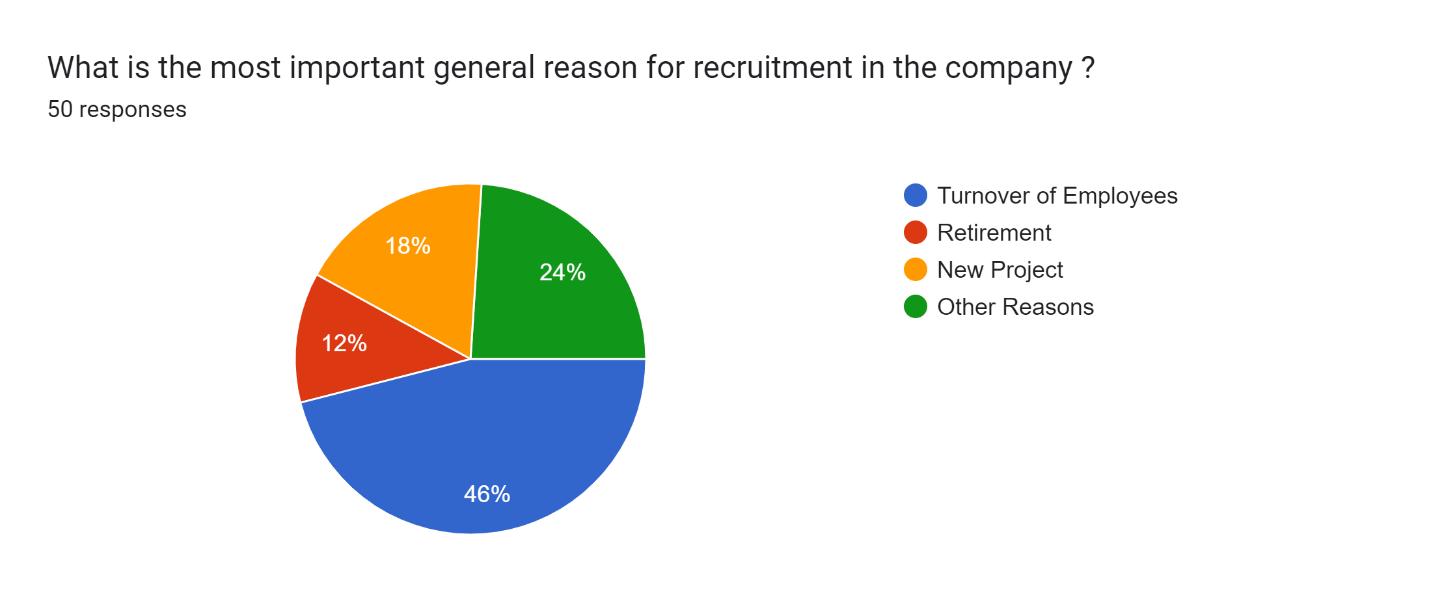 What is the most important general reason for recruitment in the company ?
50 responses
18%
24%
12%
46%
Turnover of Employees
Retirement
New Project
Other Reasons